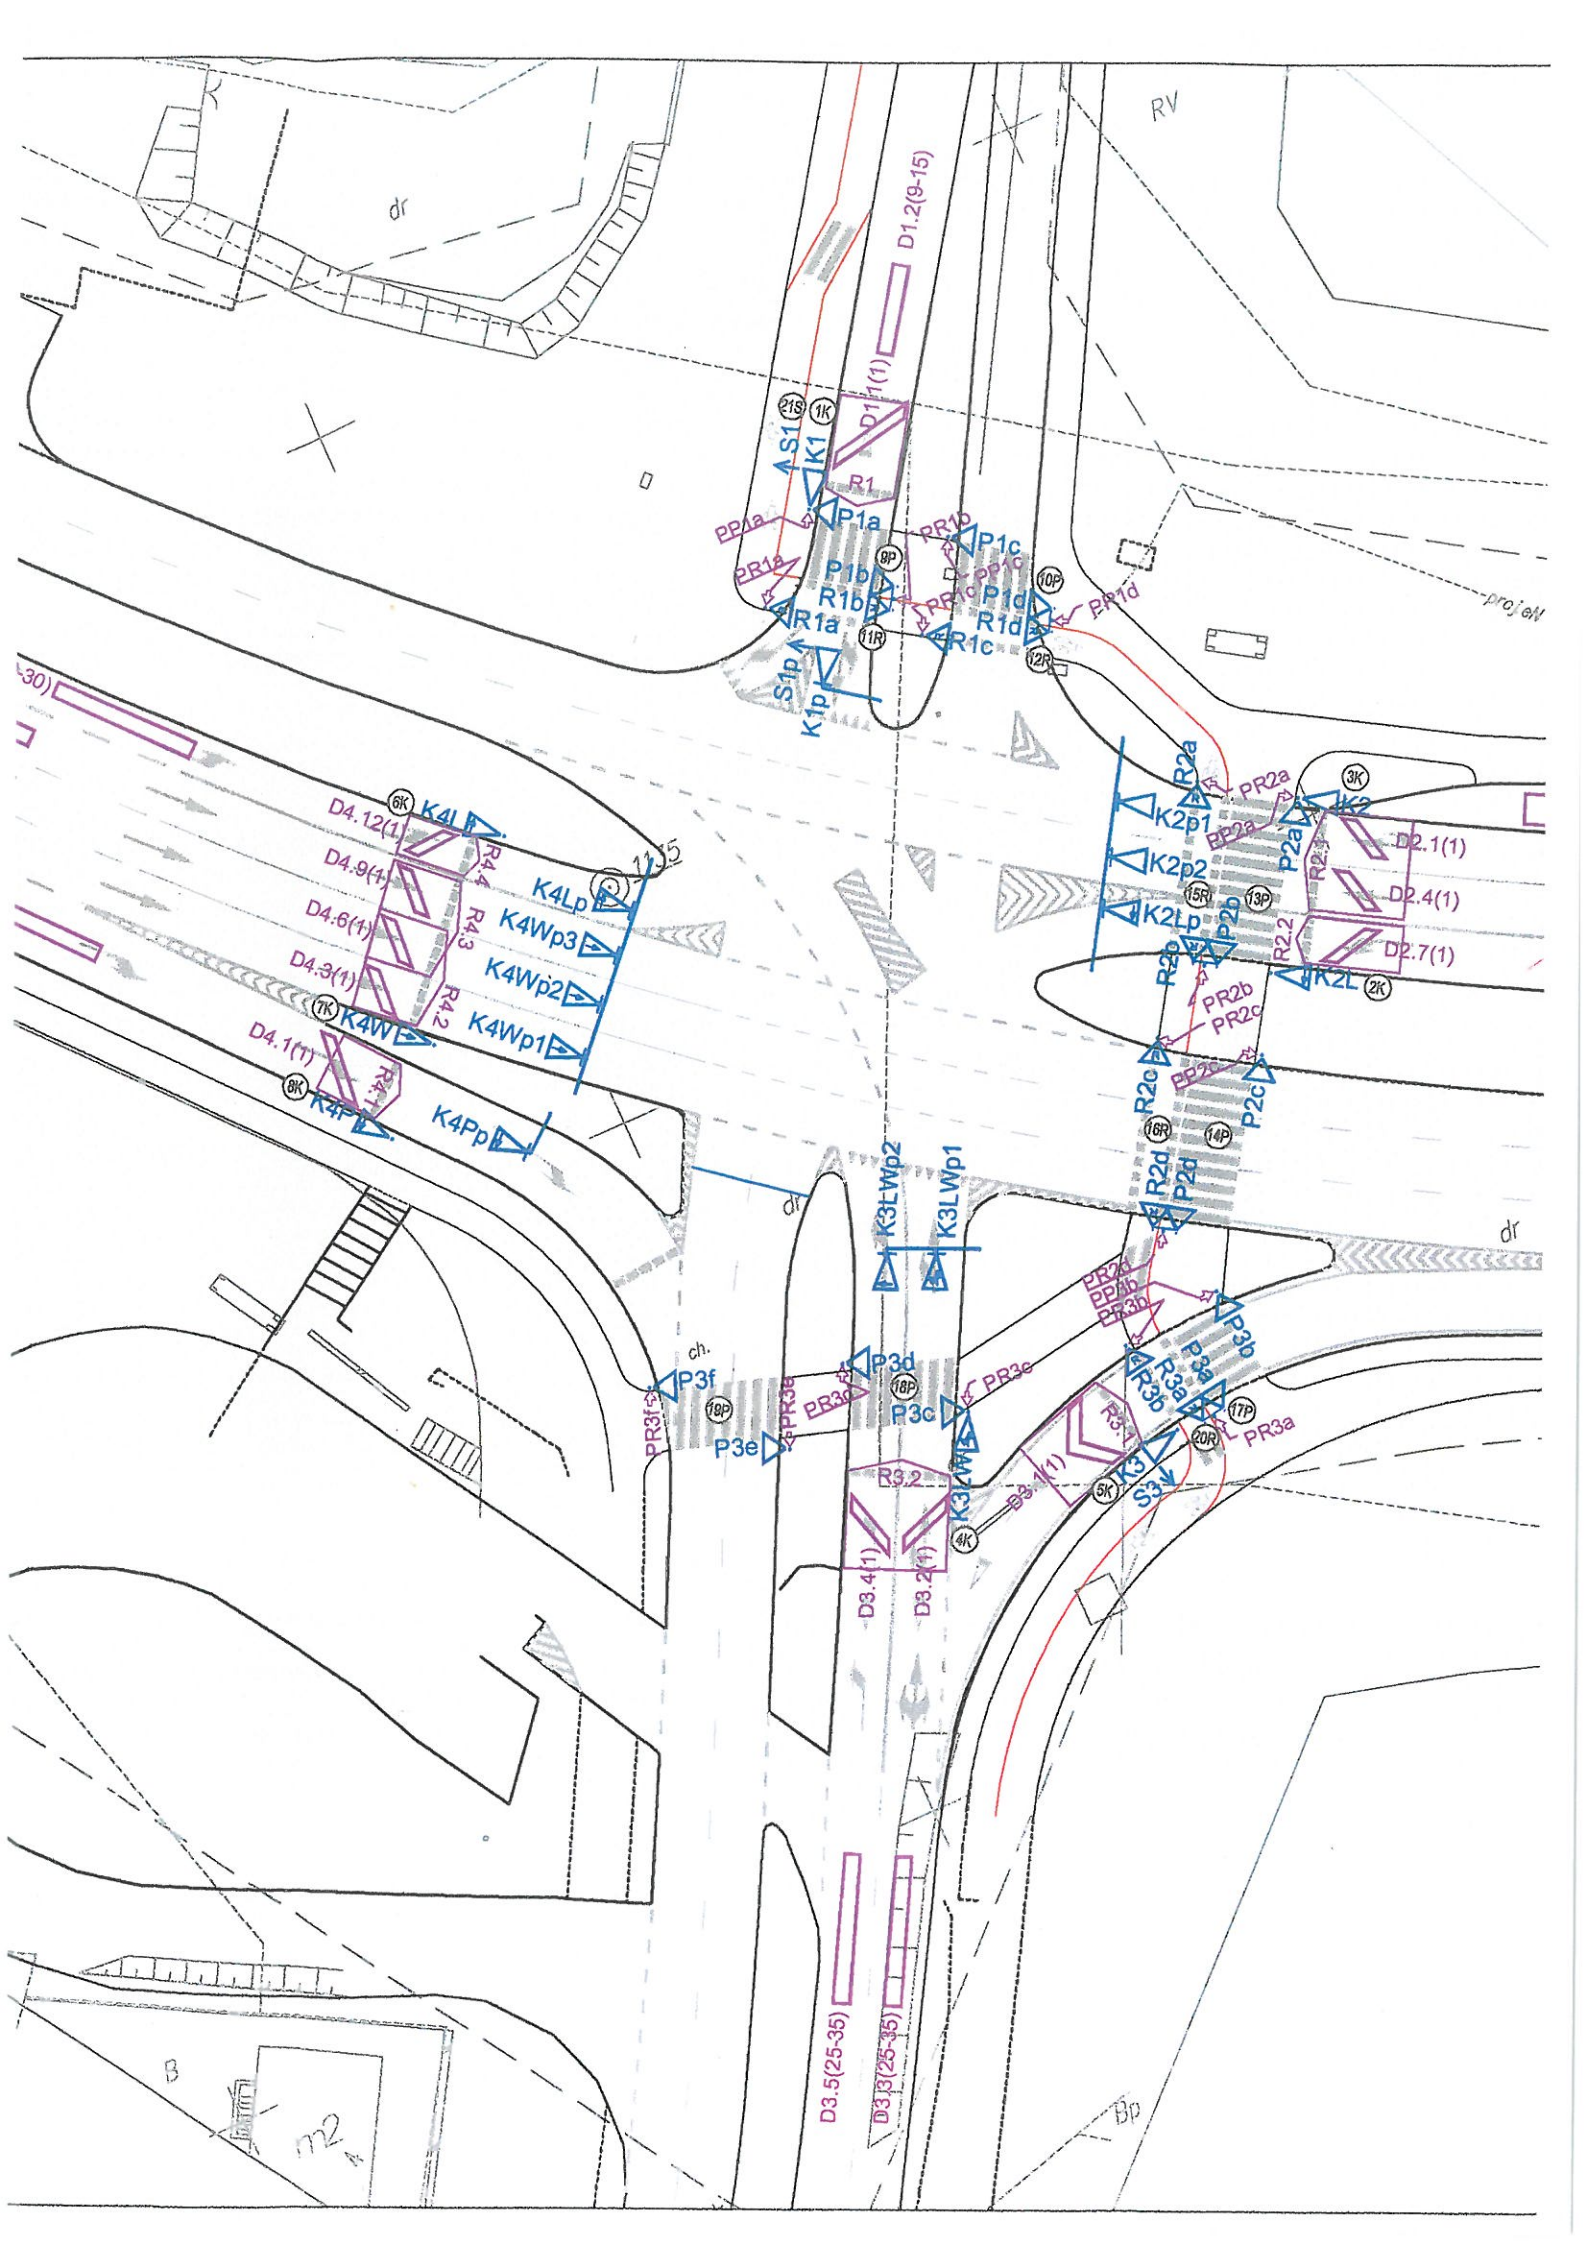 RV
dr
D1.2(9-15)
D1.1(1)
21S
1K
S1
K1
R1
PP1a
P1a
PR1b
P1c
PR1a
P1b
9P
PP1c
10P
R1b
PR1c
P1d
PR1d
R1a
R1d
11R
R1c
12R
S1p
K1p
projeN
-30)
R2a
PR2a
3K
K2
K2p1
PP2a
P2a
R2.1
D2.1(1)
K2p2
15R
13P
D2.4(1)
K2Lp
P2b
R2b
R2.2
D2.7(1)
K2L
2K
PR2b
PR2c
6K
K4L
D4.12(1)
R4.4
D4.9(1)
K4Lp
D4.6(1)
R4.3
K4Wp3
D4.3(1)
K4Wp2
7K
K4W
R4.2
K4Wp1
D4.1(1)
8K
R4.1
K4P
K4Pp
R2c
PP2c
P2c
16R
14P
K3LWp2
K3LWp1
R2d
P2d
dr
dr
PR2d
PP3b
PR3b
P3b
ch.
P3f
P3d
P3a
R3b
R3a
PR3c
18P
19P
PR3e
P3c
17P
20R
PR3a
PR3f
P3e
R3.1
R3.2
K3
S3
5K
D3.1(1)
4K
D3.4(1)
D3.2(1)
D3.5(25-35)
D3.3(25-35)
B
m2
Bp